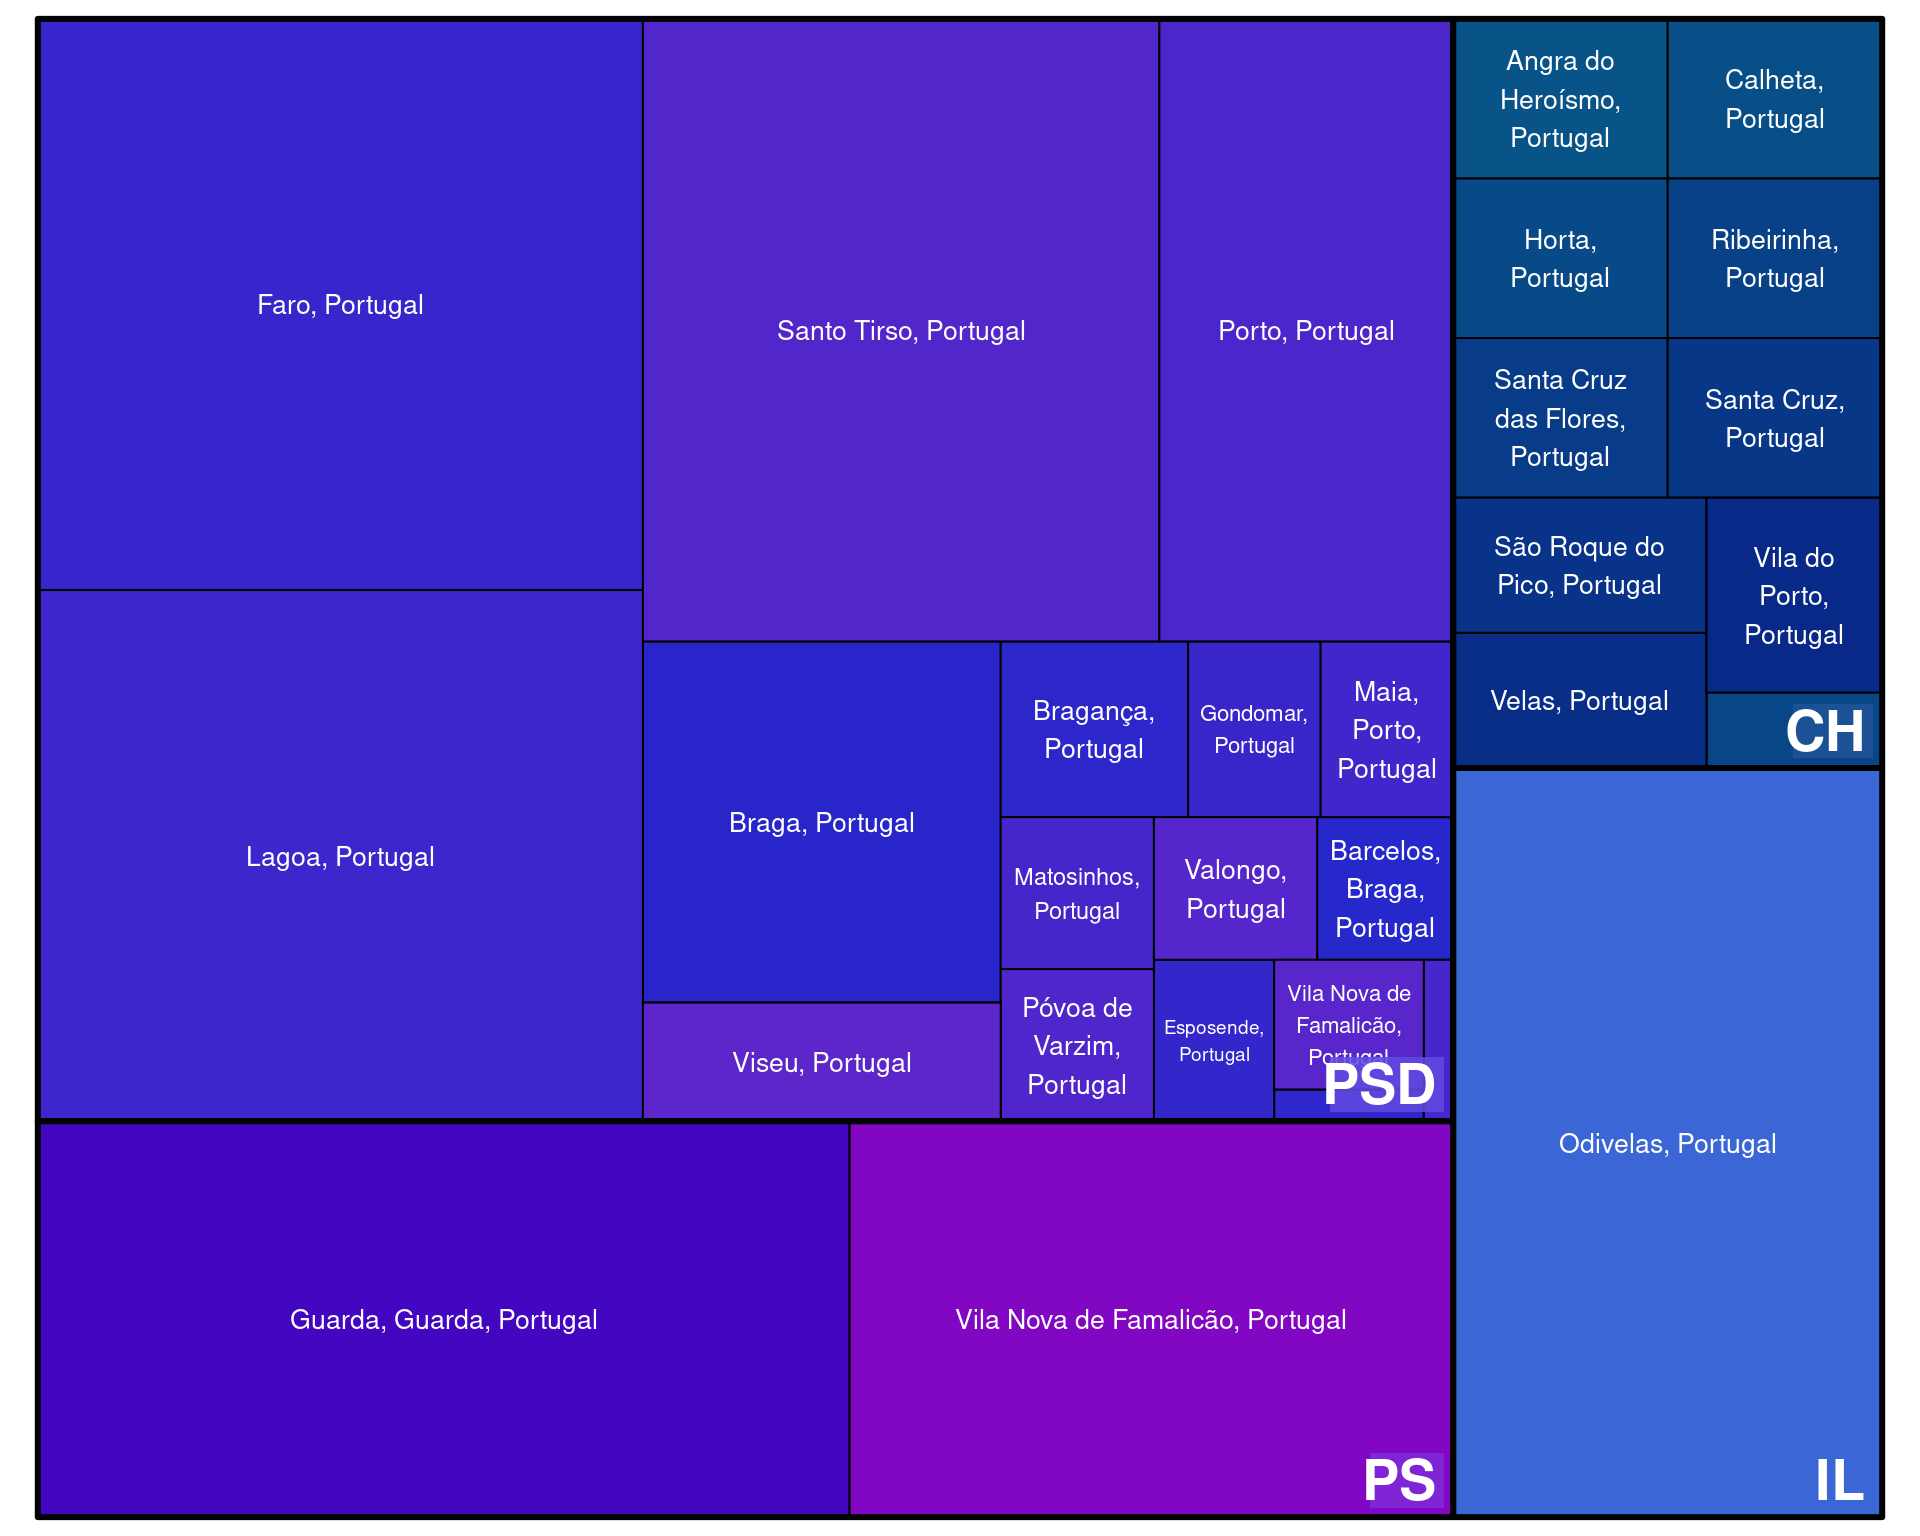 Faro, Portugal
Lagoa, Portugal
Santo Tirso, Portugal
Porto, Portugal
Braga, Portugal
Viseu, Portugal
Bragança,
Portugal
Gondomar,
Portugal
Maia,
Porto,
Portugal
Matosinhos,
Portugal
Valongo,
Portugal
Barcelos,
Braga,
Portugal
Póvoa de
Varzim,
Portugal
Esposende,
Portugal
Vila Nova de
Famalicão,
Portugal
PSD
Guarda, Guarda, Portugal
Vila Nova de Famalicão, Portugal
PS
Angra do
Heroísmo,
Portugal
Calheta,
Portugal
Horta,
Portugal
Ribeirinha,
Portugal
Santa Cruz
das Flores,
Portugal
Santa Cruz,
Portugal
São Roque do
Pico, Portugal
Vila do
Porto,
Portugal
Velas, Portugal
CH
Odivelas, Portugal
IL